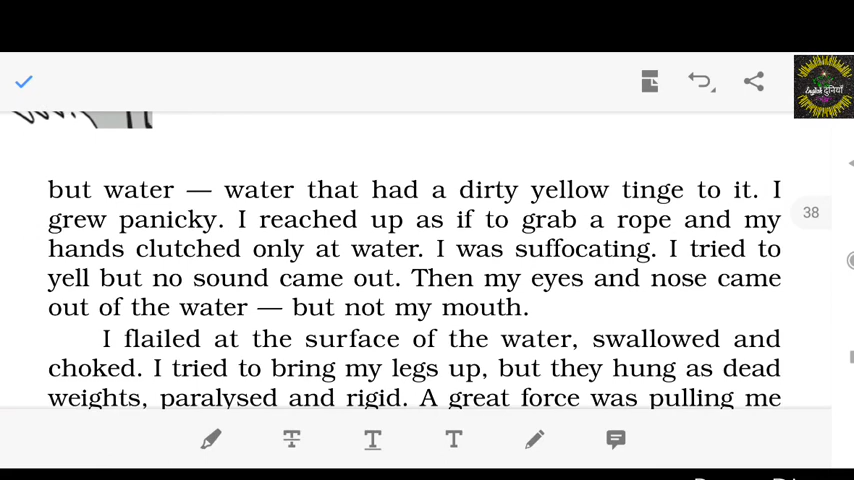 English दुनियाँ
38
but water — water that had a dirty yellow tinge to it. I
grew panicky. I reached up as if to grab a rope and my
hands clutched only at water. I was suffocating. I tried to
yell but no sound came out. Then my eyes and nose came
out of the water — but not my mouth.
I flailed at the surface of the water, swallowed and
choked. I tried to bring my legs up, but they hung as dead
weights, paralysed and rigid. A great force was pulling me